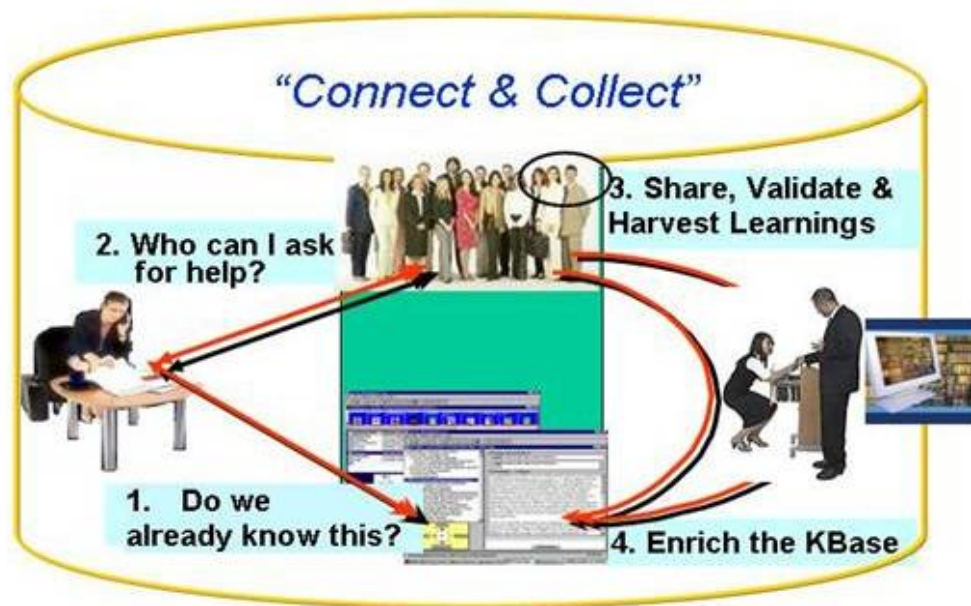 “Connect & Collect”
3. Share, Validate &
Harvest Learnings
2. Who can I ask
for help?
1. Do we
already know this?
4. Enrich the KBase